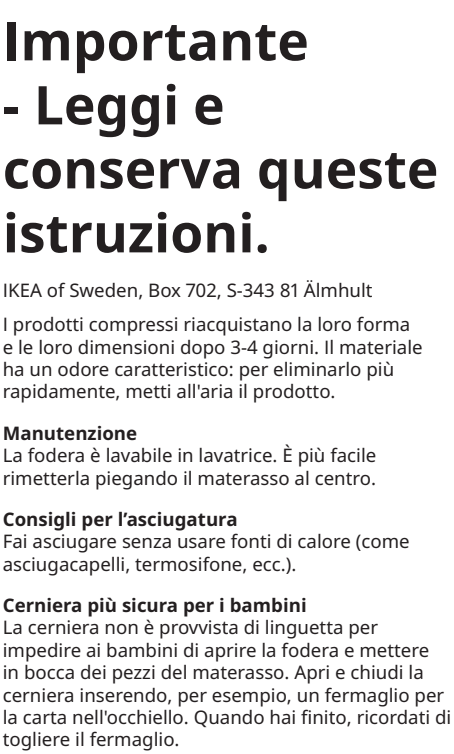 Importante
- Leggi e
conserva queste
istruzioni.
IKEA of Sweden, Box 702, S-343 81 Älmhult
I prodotti compressi riacquistano la loro forma
e le loro dimensioni dopo 3-4 giorni. Il materiale
ha un odore caratteristico: per eliminarlo più
rapidamente, metti all'aria il prodotto.
Manutenzione
La fodera è lavabile in lavatrice. È più facile
rimetterla piegando il materasso al centro.
Consigli per l’asciugatura
Fai asciugare senza usare fonti di calore (come
asciugacapelli, termosifone, ecc.).
Cerniera più sicura per i bambini
La cerniera non è provvista di linguetta per
impedire ai bambini di aprire la fodera e mettere
in bocca dei pezzi del materasso. Apri e chiudi la
cerniera inserendo, per esempio, un fermaglio per
la carta nell'occhiello. Quando hai finito, ricordati di
togliere il fermaglio.